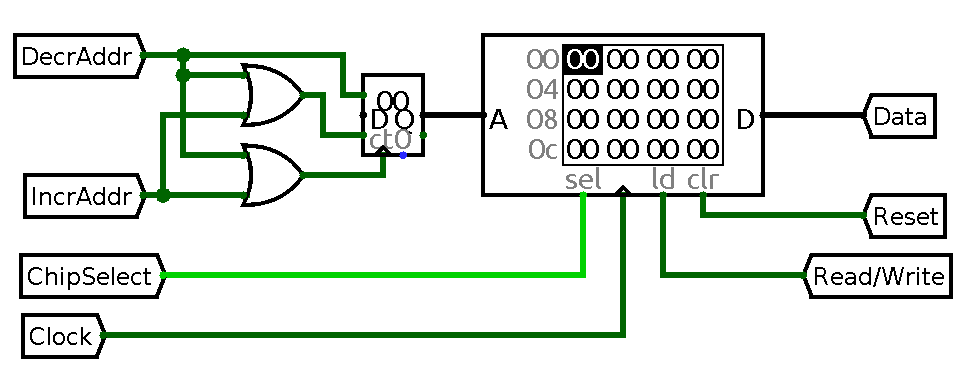 DecrAddr
IncrAddr
ChipSelect
Clock
00
D Q
ct0
A
00 00 00 00 00
04 00 00 00 00
08 00 00 00 00
0c 00 00 00 00
sel ld clr
D
Data
Reset
Read/Write